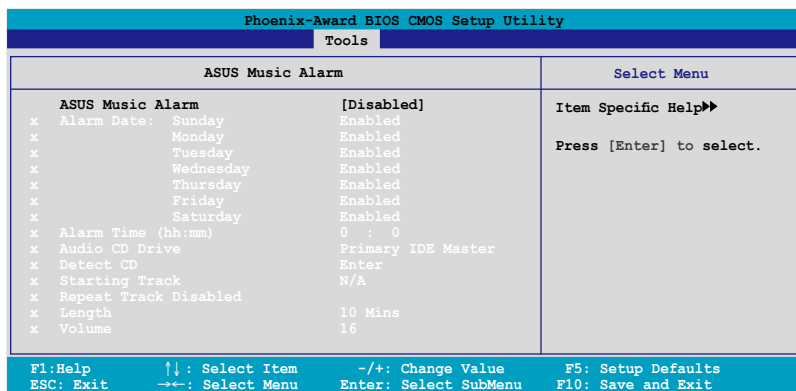 Phoenix-Award BIOS CMOS Setup Utility
Tools
ASUS Music Alarm
Select Menu
ASUS Music Alarm [Disabled]
x Alarm Date: Sunday Enabled
x Monday Enabled
x Tuesday Enabled
x Wednesday Enabled
x Thursday Enabled
x Friday Enabled
x Saturday Enabled
x Alarm Time (hh:mm) 0 : 0
x Audio CD Drive Primary IDE Master
x Detect CD Enter
x Starting Track N/A
x Repeat Track Disabled
x Length 10 Mins
x Volume 16
Item Specific Help▶▶
Press [Enter] to select.
F1:Help ↑↓ : Select Item -/+: Change Value F5: Setup Defaults
ESC: Exit →←: Select Menu Enter: Select SubMenu F10: Save and Exit